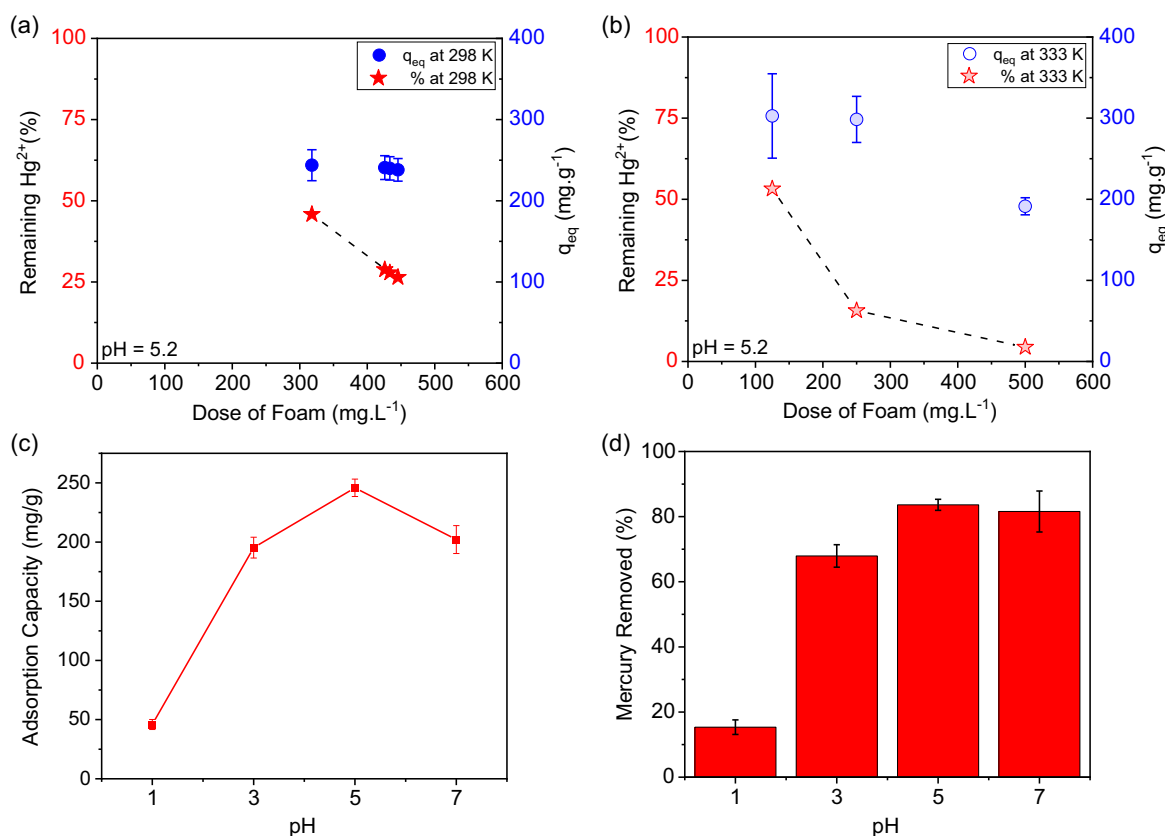 (a)
100
75
50
25
0
Remaining Hg²⁺(%)
q_eq at 298 K
% at 298 K
400
300
200
100
0
q_eq (mg.g⁻¹)
pH = 5.2
0 100 200 300 400 500 600
Dose of Foam (mg.L⁻¹)
(b)
100
75
50
25
0
Remaining Hg²⁺(%)
q_eq at 333 K
% at 333 K
400
300
200
100
0
q_eq (mg.g⁻¹)
pH = 5.2
0 100 200 300 400 500 600
Dose of Foam (mg.L⁻¹)
(c)
250
200
150
100
50
0
Adsorption Capacity (mg/g)
1 3 5 7
pH
(d)
100
80
60
40
20
0
Mercury Removed (%)
1 3 5 7
pH